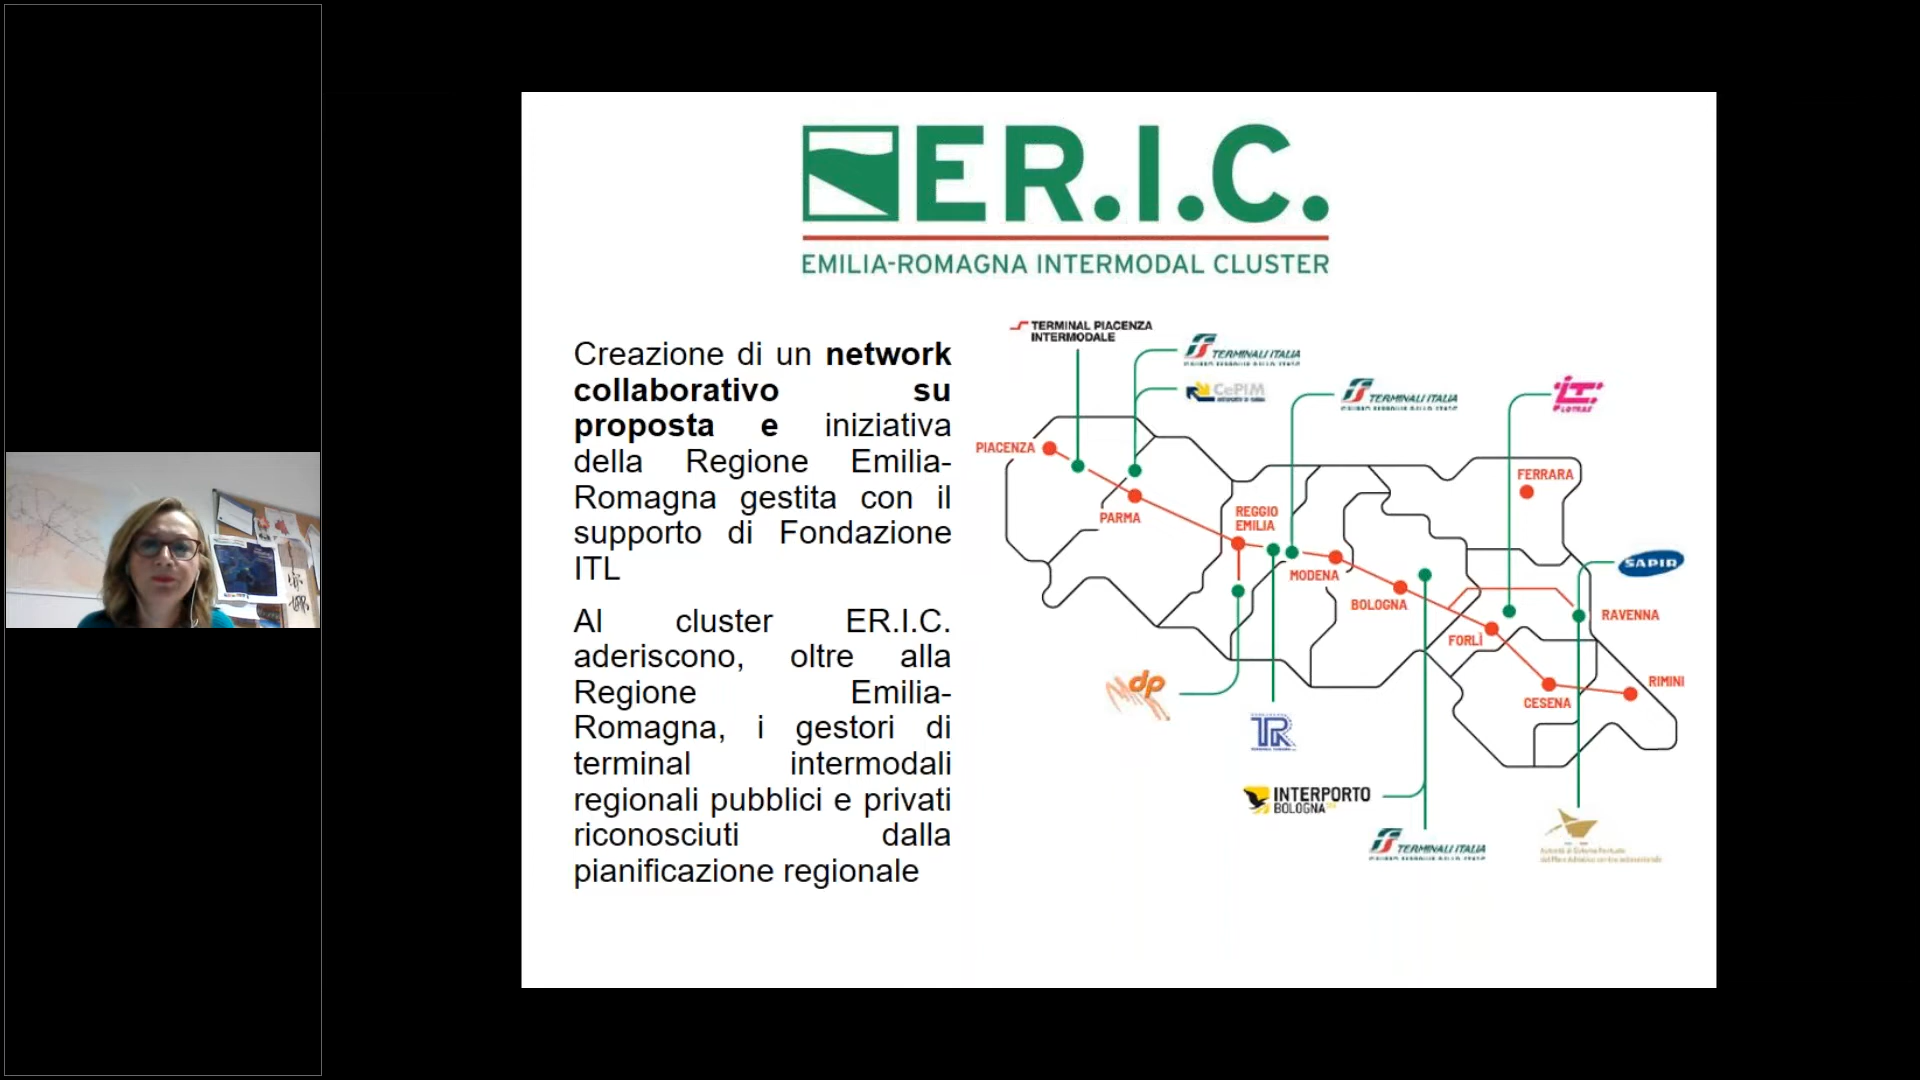 ER.I.C.
EMILIA-ROMAGNA INTERMODAL CLUSTER
Creazione di un network
collaborativo su
proposta e iniziativa
della Regione Emilia-
Romagna gestita con il
supporto di Fondazione
ITL
Al cluster ER.I.C.
aderiscono, oltre alla
Regione Emilia-
Romagna, i gestori di
terminal intermodali
regionali pubblici e privati
riconosciuti dalla
pianificazione regionale
TERMINAL PIACENZA
INTERMODALE
TERMINALI ITALIA
CePIM
TERMINALI ITALIA
LOTRAS
PIACENZA
PARMA
REGGIO
EMILIA
MODENA
BOLOGNA
FERRARA
SAPIR
RAVENNA
FORLÌ
CESENA
RIMINI
dp
TR
INTERPORTO
BOLOGNA
TERMINALI ITALIA